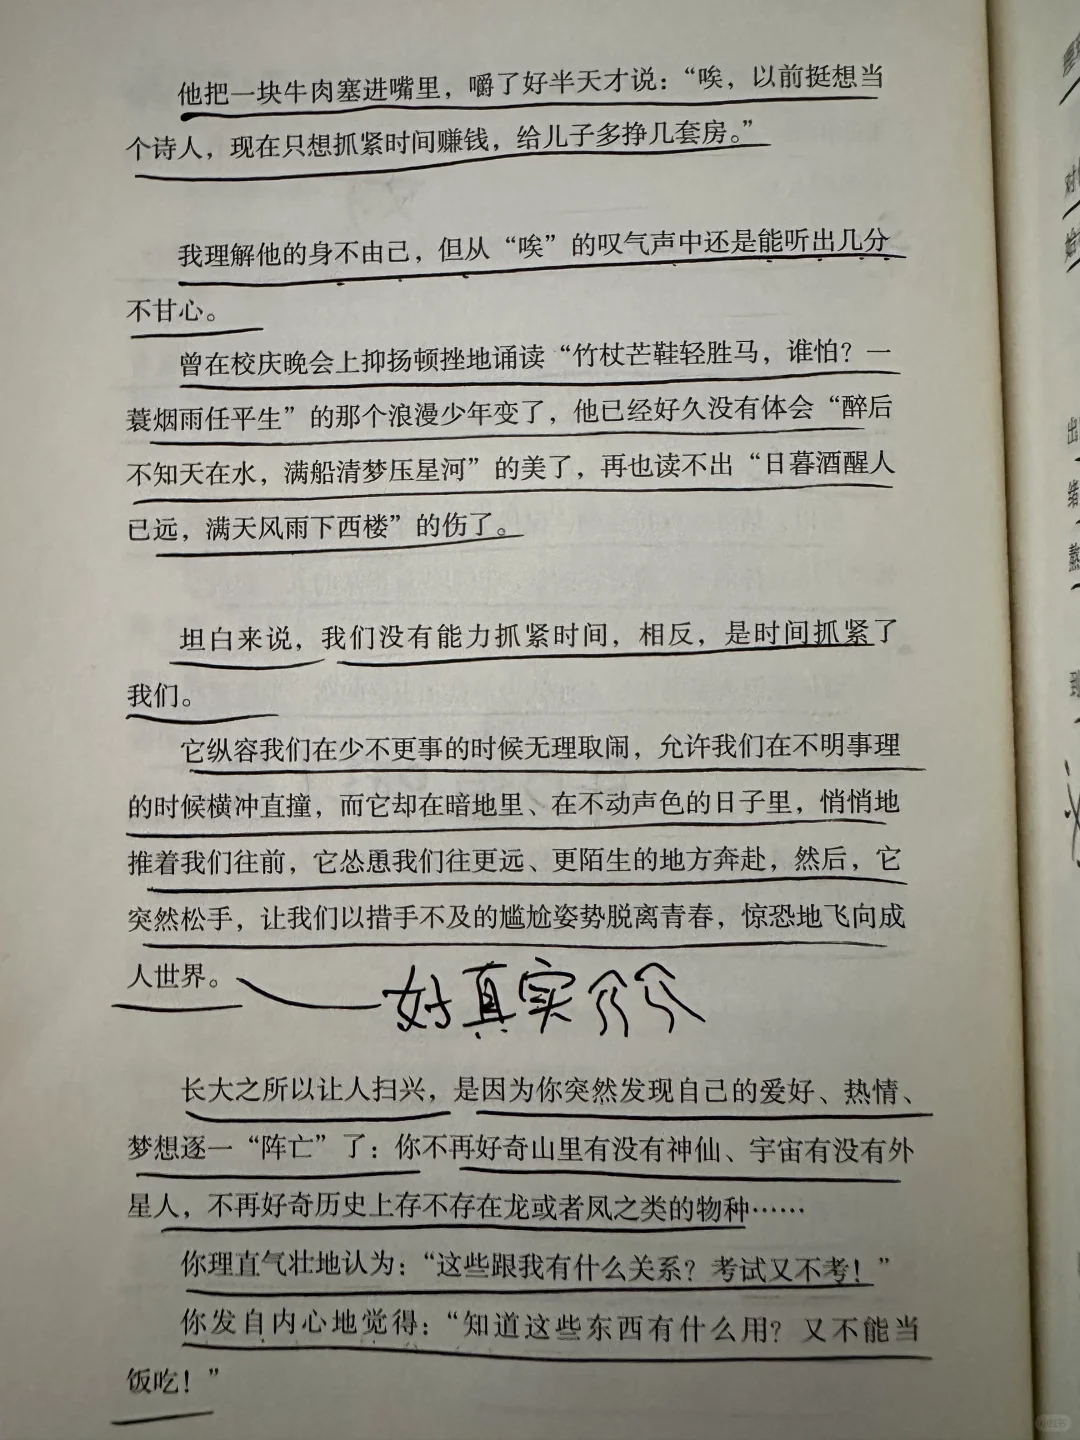 他把一块牛肉塞进嘴里，嚼了好半天才说：“唉，以前挺想当
个诗人，现在只想抓紧时间赚钱，给儿子多挣几套房。”
我理解他的身不由己，但从“唉”的叹气声中还是能听出几分
不甘心。
曾在校庆晚会上抑扬顿挫地诵读“竹杖芒鞋轻胜马，谁怕？一
蓑烟雨任平生”的那个浪漫少年变了，他已经好久没有体会“醉后
不知天在水，满船清梦压星河”的美了，再也读不出“日暮酒醒人
已远，满天风雨下西楼”的伤了。
坦白来说，我们没有能力抓紧时间，相反，是时间抓紧了
我们。
它纵容我们在少不更事的时候无理取闹，允许我们在不明事理
的时候横冲直撞，而它却在暗地里、在不动声色的日子里，悄悄地
推着我们往前，它怂恿我们往更远、更陌生的地方奔赴，然后，它
突然松手，让我们以措手不及的尴尬姿势脱离青春，惊恐地飞向成
人世界。
好真实
长大之所以让人扫兴，是因为你突然发现自己的爱好、热情、
梦想逐一“阵亡”了：你不再好奇山里有没有神仙、宇宙有没有外
星人，不再好奇历史上存不存在龙或者凤之类的物种……
你理直气壮地认为：“这些跟我有什么关系？考试又不考！”
你发自内心地觉得：“知道这些东西有什么用？又不能当
饭吃！”